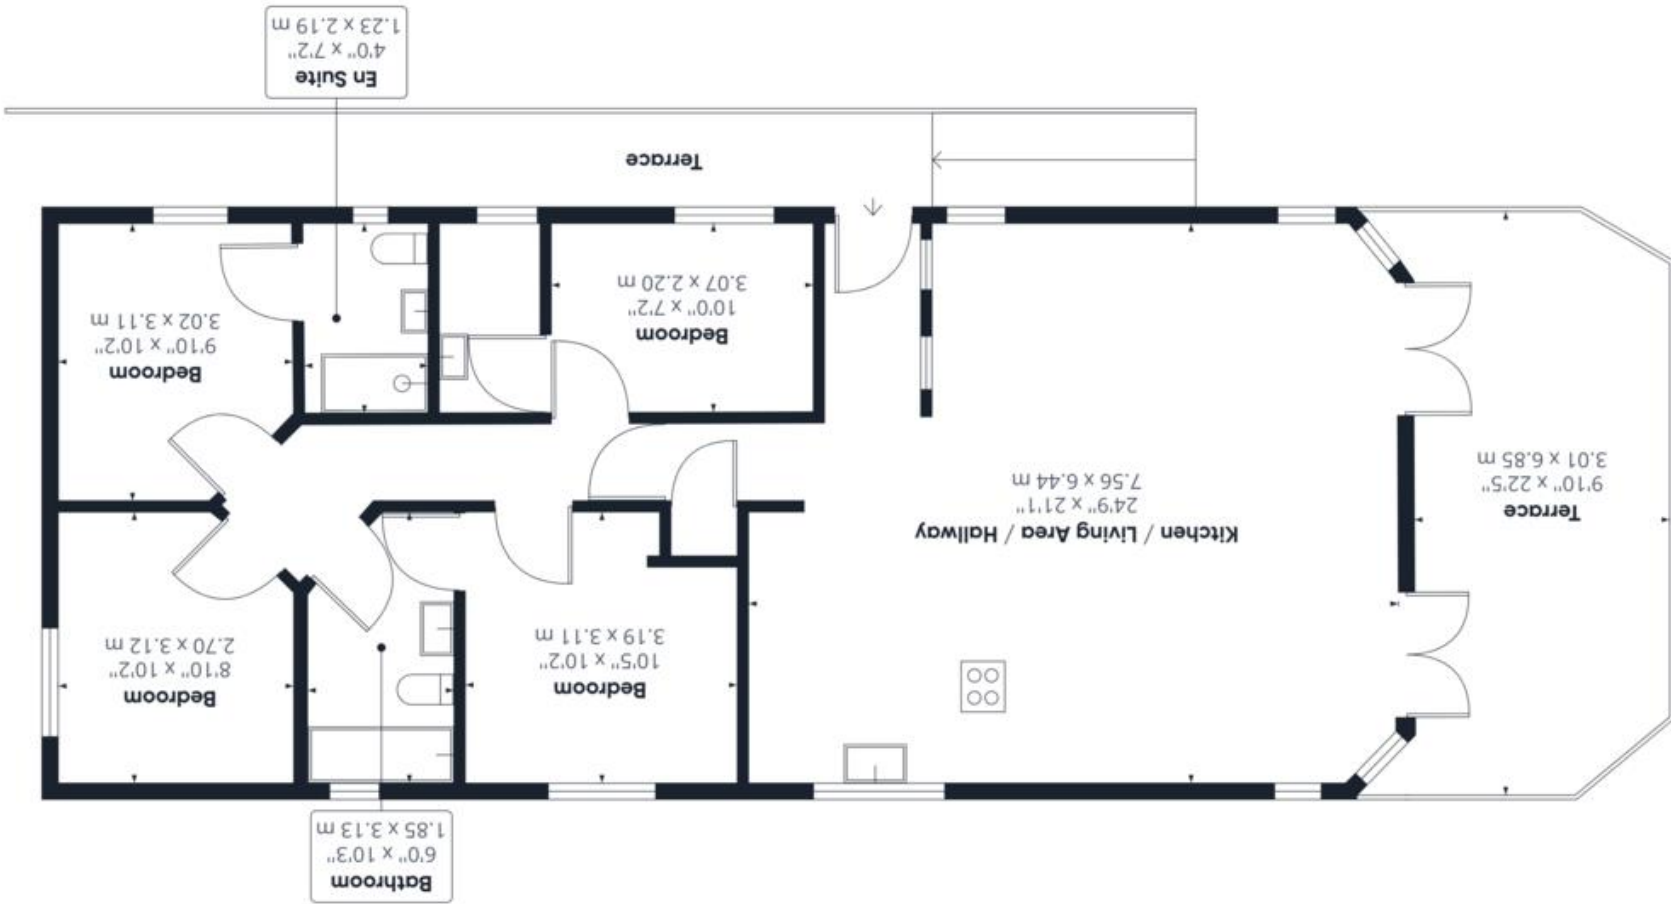 Bathroom
6'0" x 10'3"
1.85 x 3.13 m
Bedroom
10'5" x 10'2"
3.19 x 3.11 m
Bedroom
8'10" x 10'2"
2.70 x 3.12 m
Terrace
9'10" x 22'5"
3.01 x 6.85 m
Kitchen / Living Area / Hallway
24'9" x 21'1"
7.56 x 6.44 m
Bedroom
10'0" x 7'2"
3.07 x 2.20 m
Bedroom
9'10" x 10'2"
3.02 x 3.11 m
Terrace
En Suite
4'0" x 7'2"
1.23 x 2.19 m